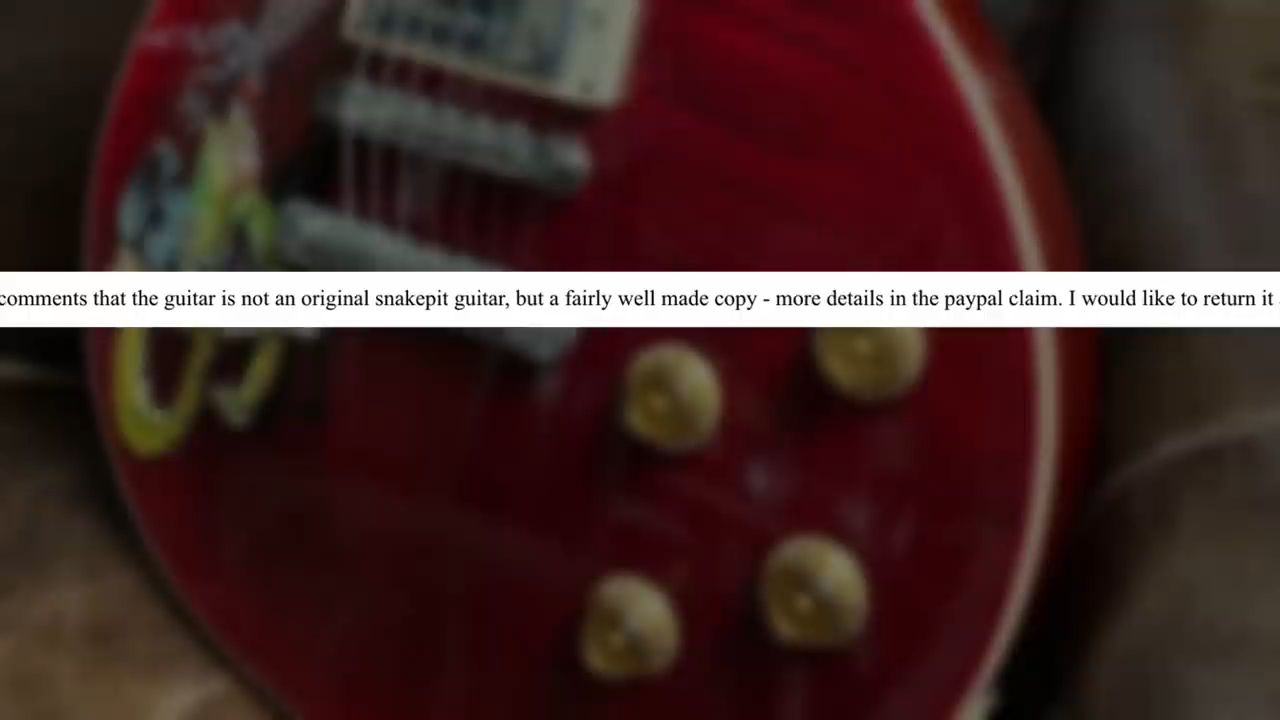 comments that the guitar is not an original snakepit guitar, but a fairly well made copy - more details in the paypal claim. I would like to return it